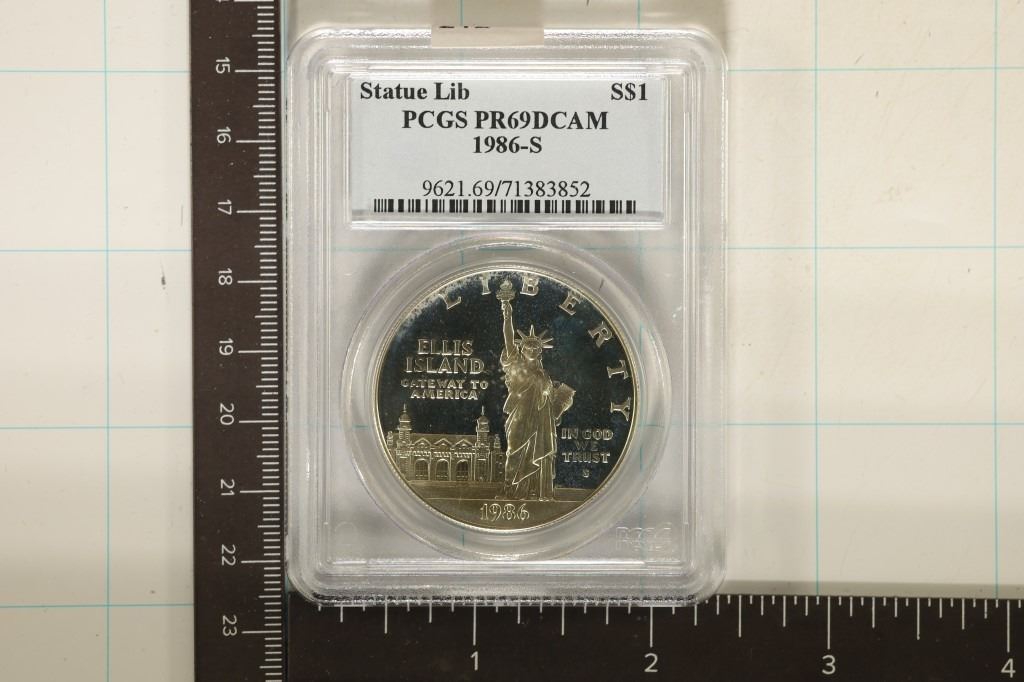 Statue Lib S$1
PCGS PR69DCAM
1986-S
9621.69/71383852
LIBERTY
ELLIS
ISLAND
GATEWAY TO
AMERICA
IN GOD
WE
TRUST
S
1986
PCGS
15
16
17
18
19
20
21
22
23
1 2 3 4